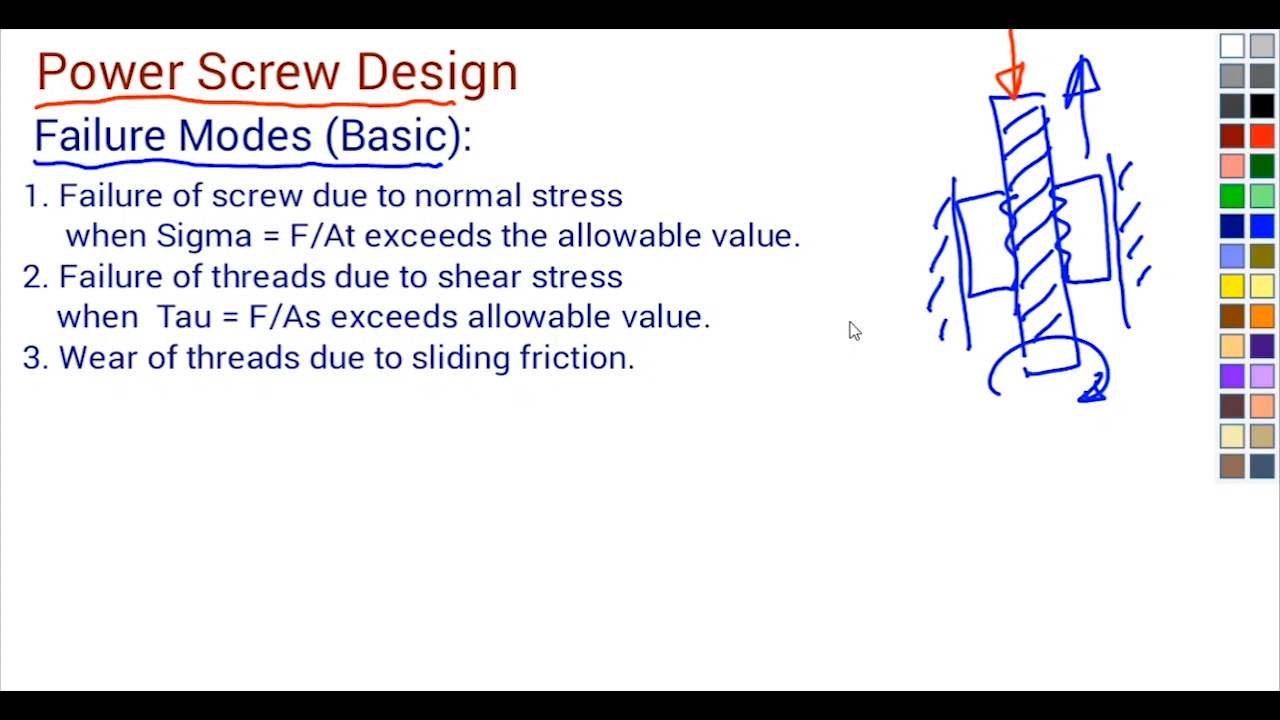 Power Screw Design
Failure Modes (Basic):
1. Failure of screw due to normal stress
when Sigma = F/At exceeds the allowable value.
2. Failure of threads due to shear stress
when Tau = F/As exceeds allowable value.
3. Wear of threads due to sliding friction.